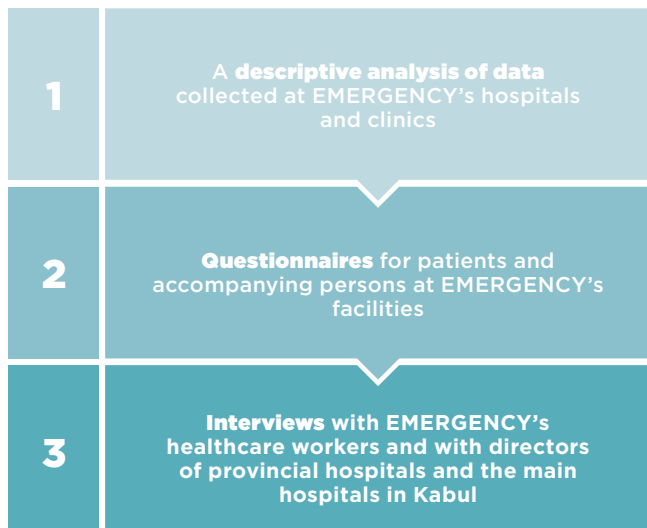 1
A descriptive analysis of data
collected at EMERGENCY's hospitals
and clinics
2
Questionnaires for patients and
accompanying persons at EMERGENCY's
facilities
3
Interviews with EMERGENCY's
healthcare workers and with directors
of provincial hospitals and the main
hospitals in Kabul